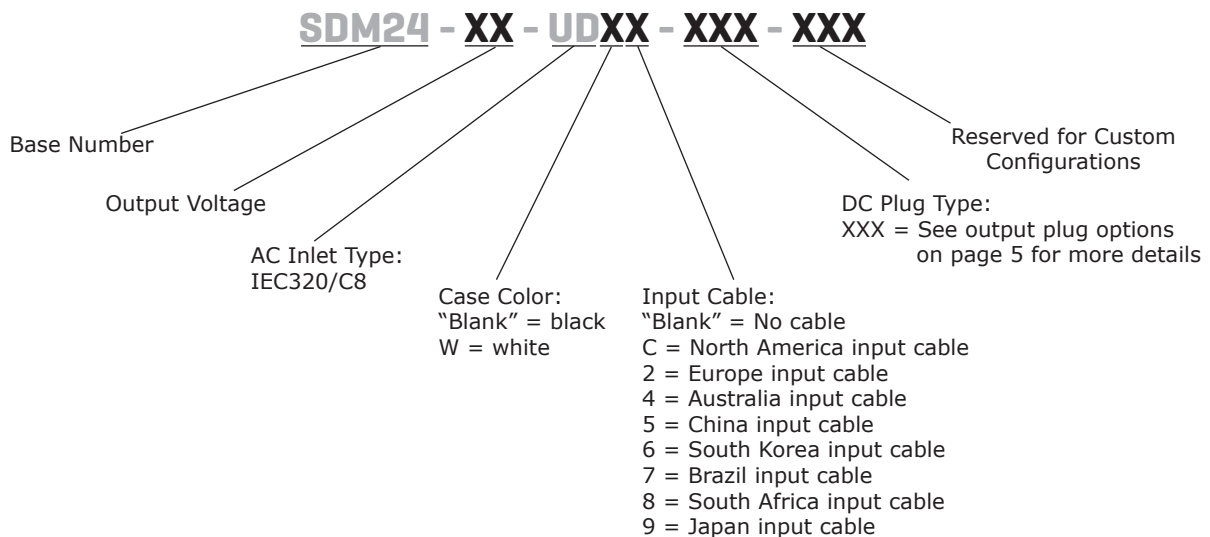 SDM24 - XX - UDXX - XXX - XXX
Base Number
Output Voltage
AC Inlet Type:
IEC320/C8
Case Color:
“Blank” = black
W = white
Input Cable:
“Blank” = No cable
C = North America input cable
2 = Europe input cable
4 = Australia input cable
5 = China input cable
6 = South Korea input cable
7 = Brazil input cable
8 = South Africa input cable
9 = Japan input cable
DC Plug Type:
XXX = See output plug options
on page 5 for more details
Reserved for Custom
Configurations